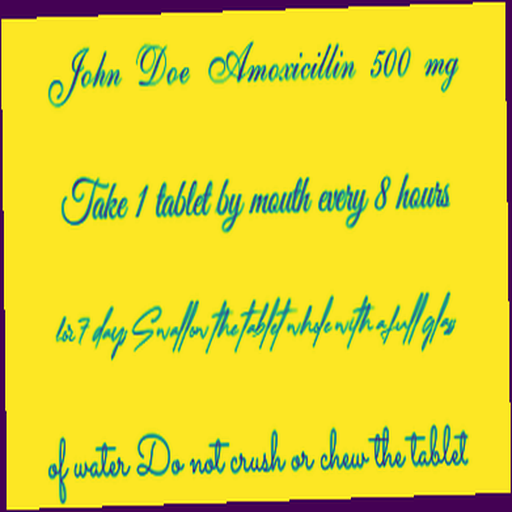 John Doe Amoxicillin 500 mg
Take 1 tablet by mouth every 8 hours
for 7 days Swallow the tablet whole with a full glass
of water Do not crush or chew the tablet